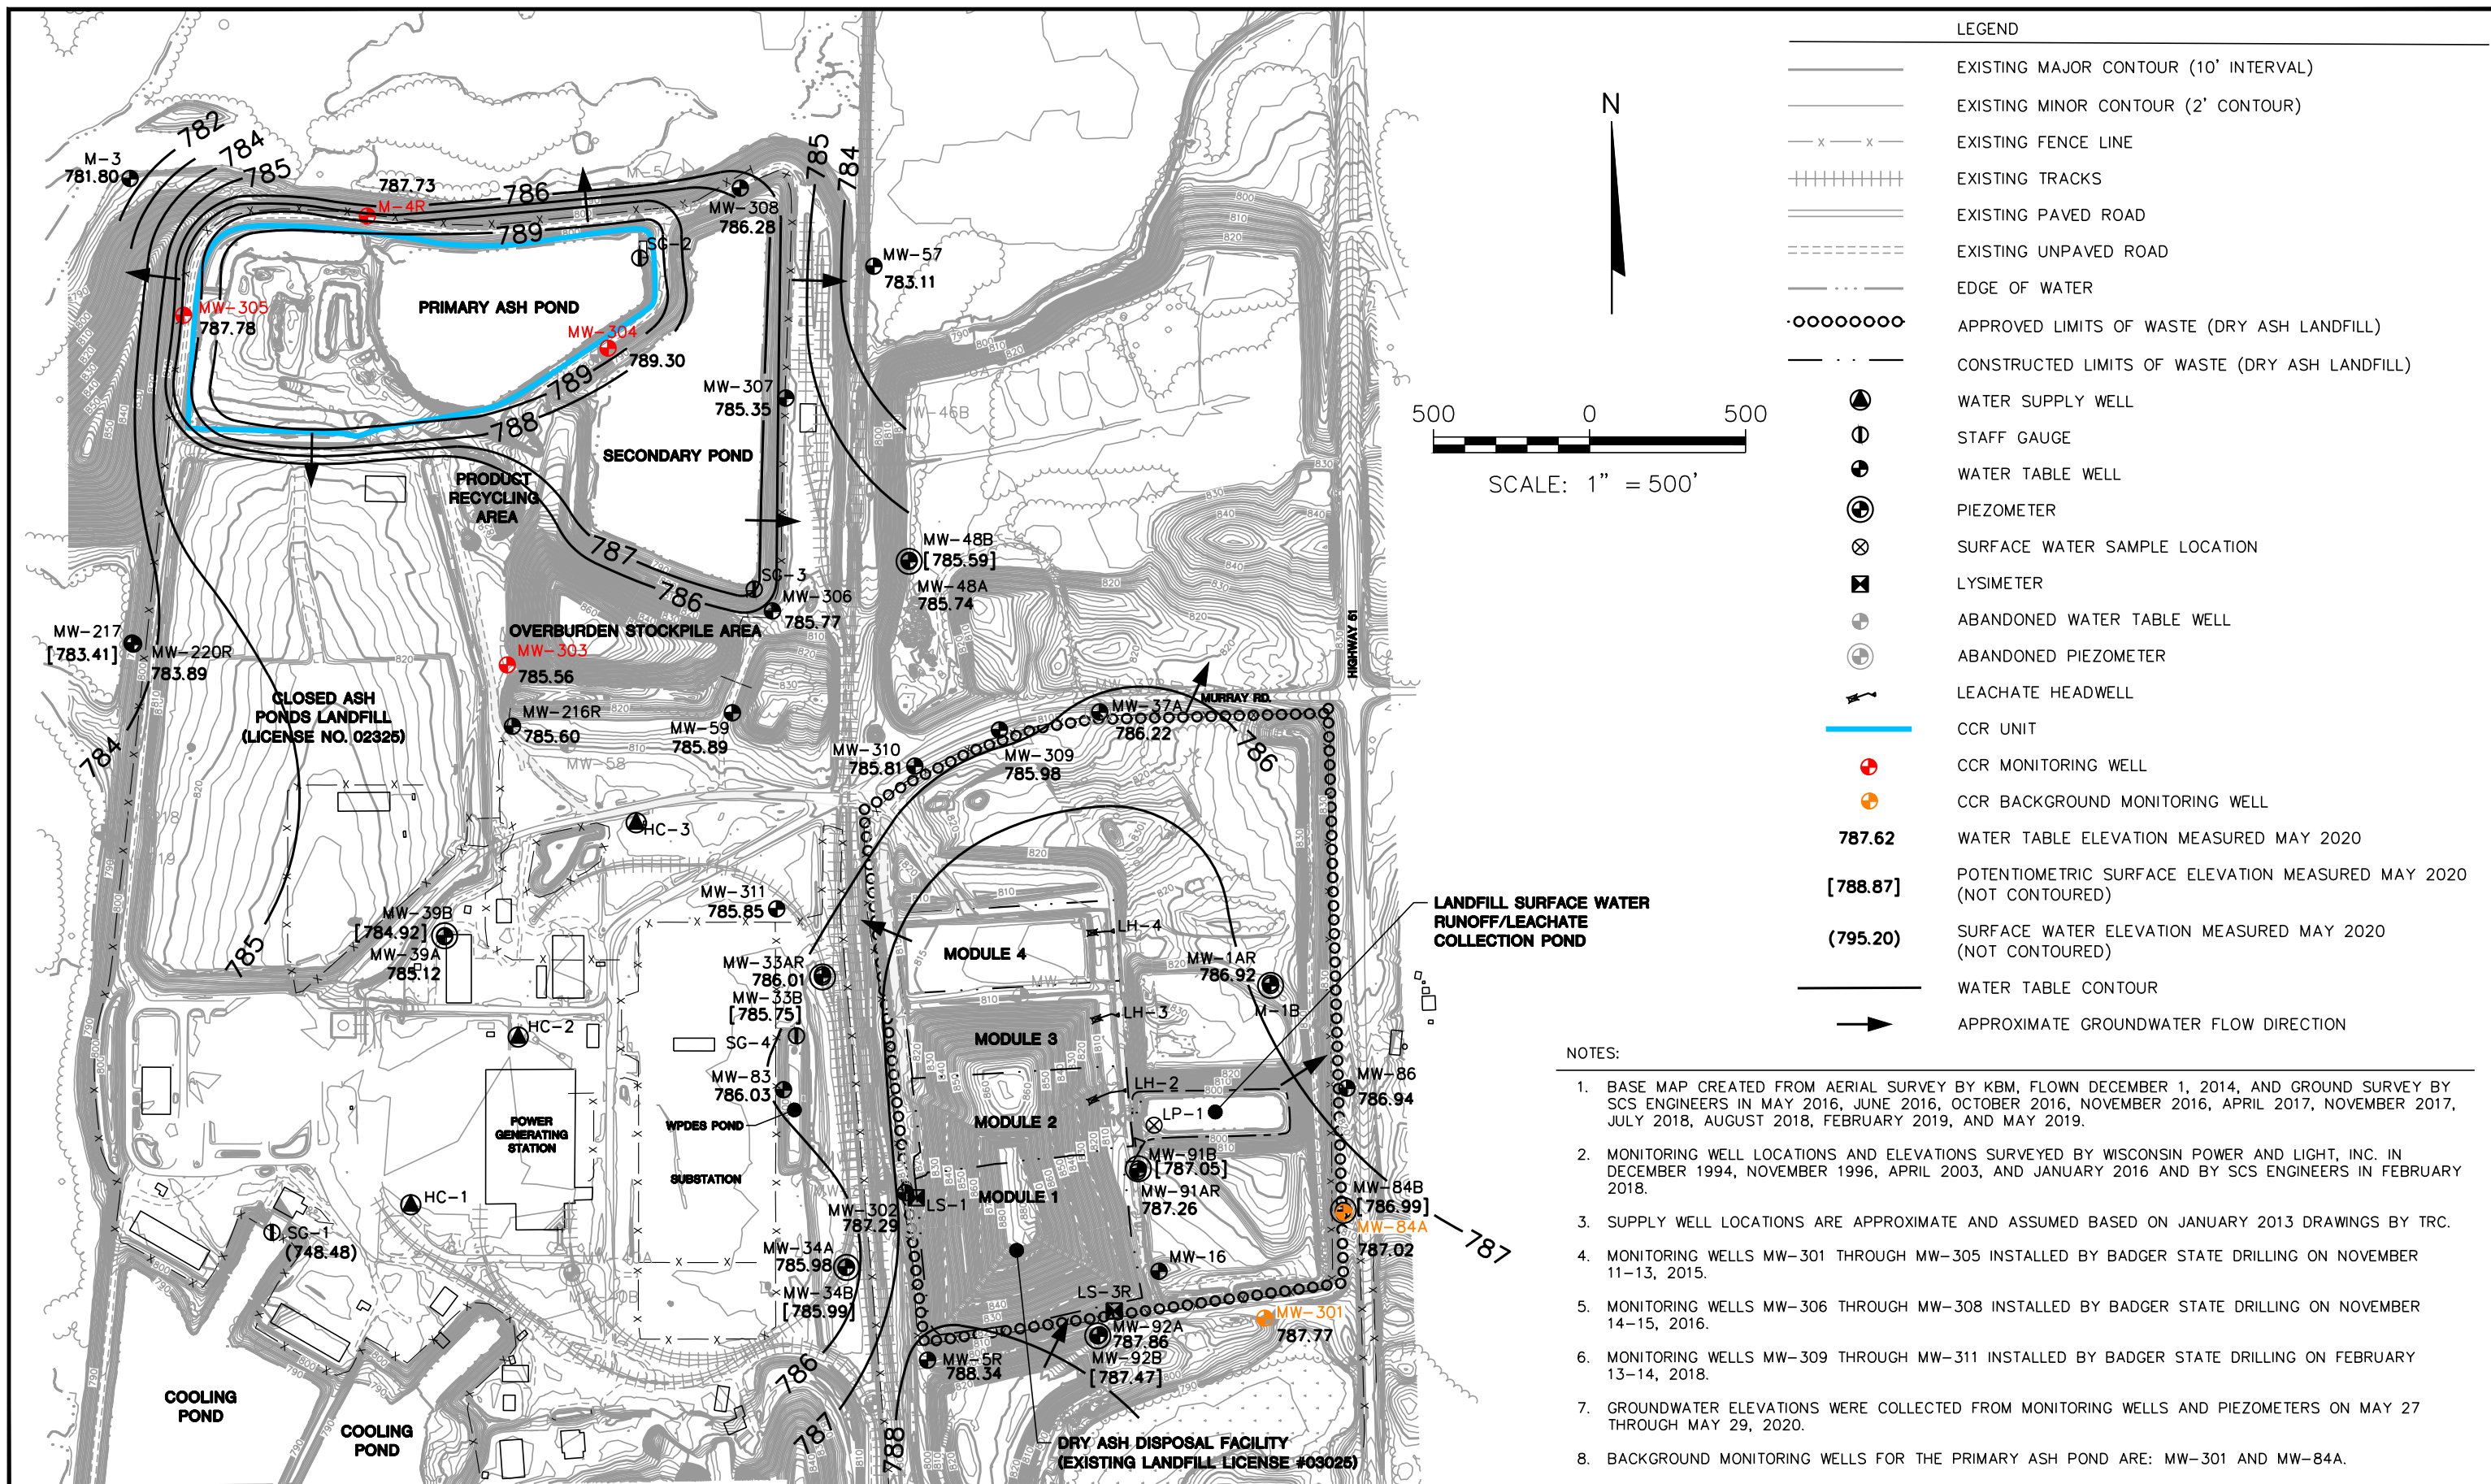 LEGEND
EXISTING MAJOR CONTOUR (10' INTERVAL)
EXISTING MINOR CONTOUR (2' CONTOUR)
EXISTING FENCE LINE
EXISTING TRACKS
EXISTING PAVED ROAD
EXISTING UNPAVED ROAD
EDGE OF WATER
APPROVED LIMITS OF WASTE (DRY ASH LANDFILL)
CONSTRUCTED LIMITS OF WASTE (DRY ASH LANDFILL)
WATER SUPPLY WELL
STAFF GAUGE
WATER TABLE WELL
PIEZOMETER
SURFACE WATER SAMPLE LOCATION
LYSIMETER
ABANDONED WATER TABLE WELL
ABANDONED PIEZOMETER
LEACHATE HEADWELL
CCR UNIT
CCR MONITORING WELL
CCR BACKGROUND MONITORING WELL
787.62 WATER TABLE ELEVATION MEASURED MAY 2020
[788.87] POTENTIOMETRIC SURFACE ELEVATION MEASURED MAY 2020
(NOT CONTOURED)
(795.20) SURFACE WATER ELEVATION MEASURED MAY 2020
(NOT CONTOURED)
WATER TABLE CONTOUR
APPROXIMATE GROUNDWATER FLOW DIRECTION
NOTES:
1. BASE MAP CREATED FROM AERIAL SURVEY BY KBM, FLOWN DECEMBER 1, 2014, AND GROUND SURVEY BY
SCS ENGINEERS IN MAY 2016, JUNE 2016, OCTOBER 2016, NOVEMBER 2016, APRIL 2017, NOVEMBER 2017,
JULY 2018, AUGUST 2018, FEBRUARY 2019, AND MAY 2019.
2. MONITORING WELL LOCATIONS AND ELEVATIONS SURVEYED BY WISCONSIN POWER AND LIGHT, INC. IN
DECEMBER 1994, NOVEMBER 1996, APRIL 2003, AND JANUARY 2016 AND BY SCS ENGINEERS IN FEBRUARY
2018.
3. SUPPLY WELL LOCATIONS ARE APPROXIMATE AND ASSUMED BASED ON JANUARY 2013 DRAWINGS BY TRC.
4. MONITORING WELLS MW-301 THROUGH MW-305 INSTALLED BY BADGER STATE DRILLING ON NOVEMBER
11-13, 2015.
5. MONITORING WELLS MW-306 THROUGH MW-308 INSTALLED BY BADGER STATE DRILLING ON NOVEMBER
14-15, 2016.
6. MONITORING WELLS MW-309 THROUGH MW-311 INSTALLED BY BADGER STATE DRILLING ON FEBRUARY
13-14, 2018.
7. GROUNDWATER ELEVATIONS WERE COLLECTED FROM MONITORING WELLS AND PIEZOMETERS ON MAY 27
THROUGH MAY 29, 2020.
8. BACKGROUND MONITORING WELLS FOR THE PRIMARY ASH POND ARE: MW-301 AND MW-84A.
N
500 0 500
SCALE: 1" = 500'
782
784
785
786
789
785
784
M-3
781.80
787.73
M-4R
M-5
MW-308
786.28
SG-2
MW-57
783.11
MW-305
787.78
PRIMARY ASH POND
MW-304
789.30
789
788
MW-307
785.35
MW-46B
SECONDARY POND
PRODUCT
RECYCLING
AREA
787
786
SG-3
MW-306
785.77
MW-48B
[785.59]
MW-48A
785.74
OVERBURDEN STOCKPILE AREA
MW-303
785.56
MW-217
[783.41]
MW-220R
783.89
784
CLOSED ASH
PONDS LANDFILL
(LICENSE NO. 02325)
MW-216R
785.60
MW-58
MW-59
785.89
MW-310
785.81
MW-309
785.98
MW-37A
786.22
MURRAY RD.
HIGHWAY 61
786
HC-3
MW-311
785.85
MW-39B
[784.92]
MW-39A
785.12
785
MW-33AR
786.01
MW-33B
[785.75]
SG-4
MW-83
786.03
WPDES POND
HC-2
POWER
GENERATING
STATION
SUBSTATION
HC-1
SG-1
(748.48)
COOLING
POND
COOLING
POND
MODULE 4
LH-4
MODULE 3
LH-3
MODULE 2
LH-2
MODULE 1
LP-1
MW-1AR
786.92
M-1B
LANDFILL SURFACE WATER
RUNOFF/LEACHATE
COLLECTION POND
MW-86
786.94
MW-91B
[787.05]
MW-91AR
787.26
MW-84B
[786.99]
MW-84A
787.02
787
MW-302
787.29
LS-1
MW-34A
785.98
MW-34B
[785.99]
MW-40B
MW-16
LS-3R
MW-92A
787.86
MW-92B
[787.47]
MW-301
787.77
MW-5R
788.34
786
787
788
DRY ASH DISPOSAL FACILITY
(EXISTING LANDFILL LICENSE #03025)